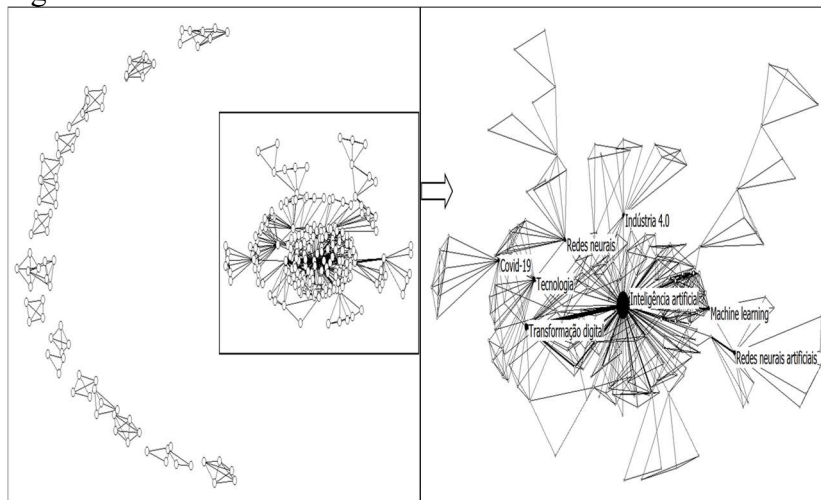 Indústria 4.0
Redes neurais
Covid-19
Tecnologia
Inteligência artificial
Machine learning
Transformação digital
Redes neurais artificiais